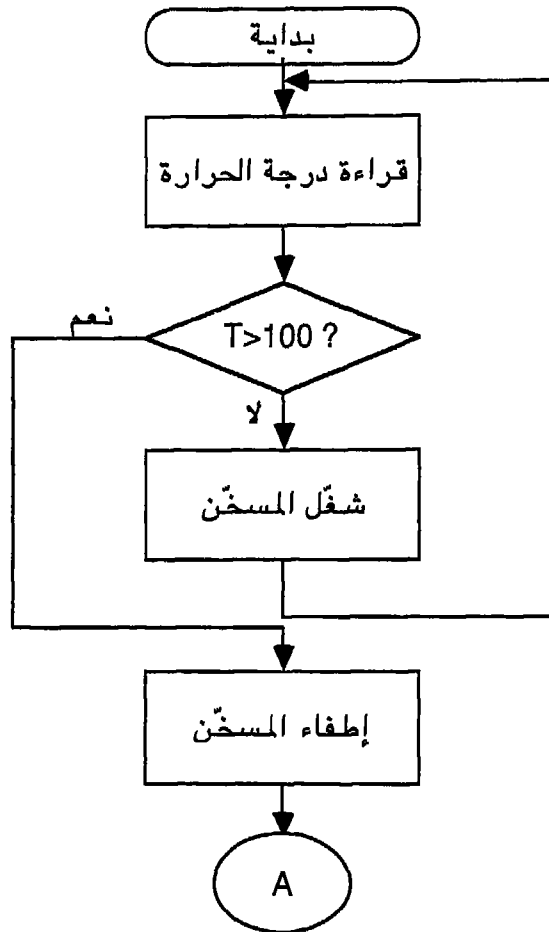 بداية
قراءة درجة الحرارة
نعم
T>100 ?
لا
شغّل المسخّن
إطفاء المسخّن
A